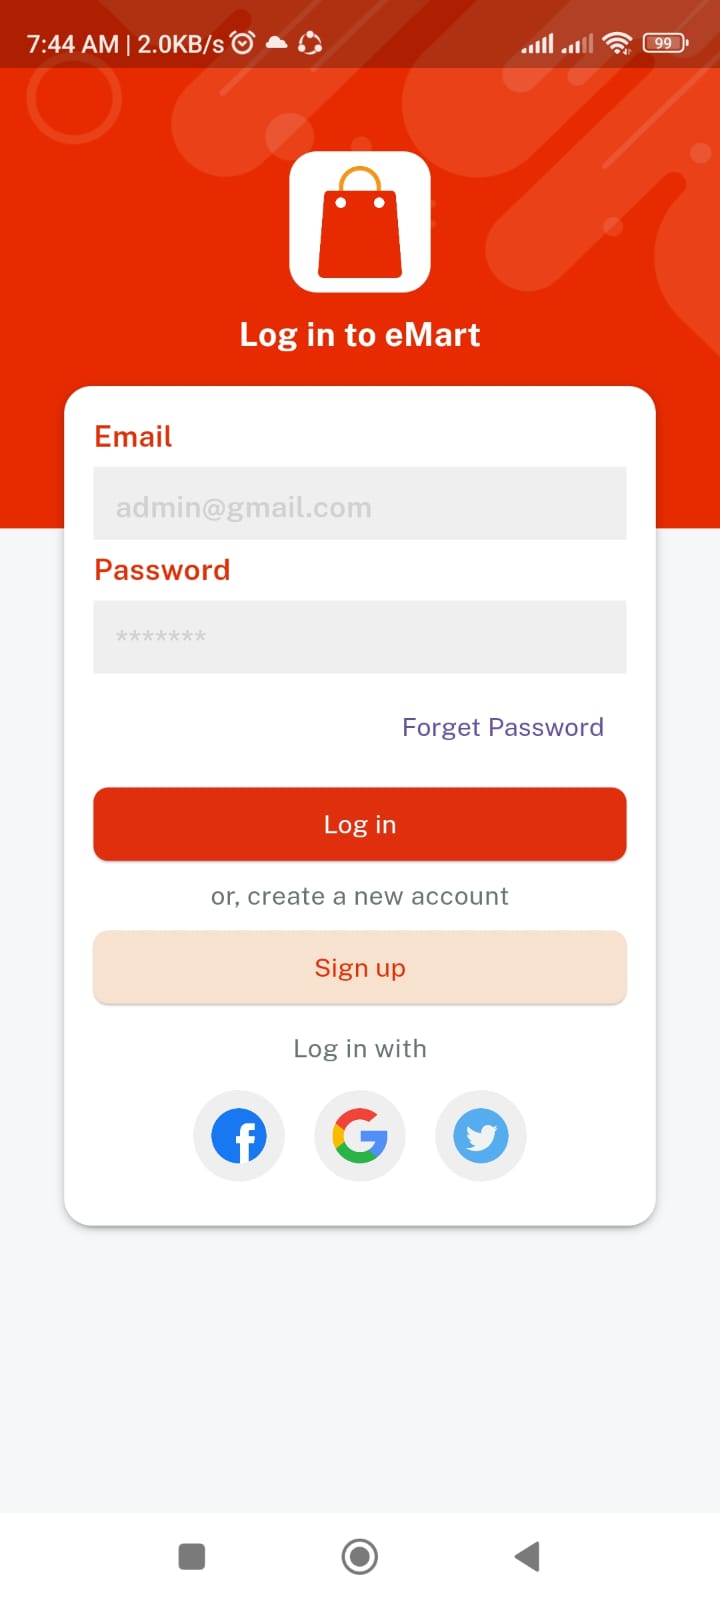 7:44 AM | 2.0KB/s 99
Log in to eMart
Email
admin@gmail.com
Password
*******
Forget Password
Log in
or, create a new account
Sign up
Log in with